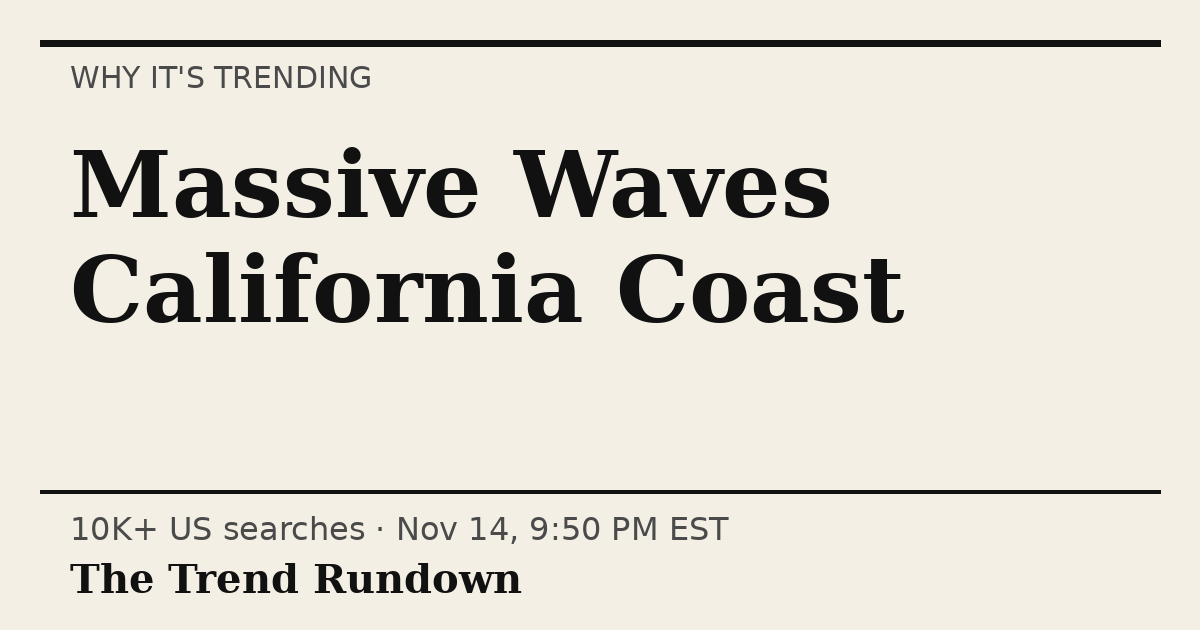 WHY IT'S TRENDING
Massive Waves
California Coast
10K+ US searches · Nov 14, 9:50 PM EST
The Trend Rundown